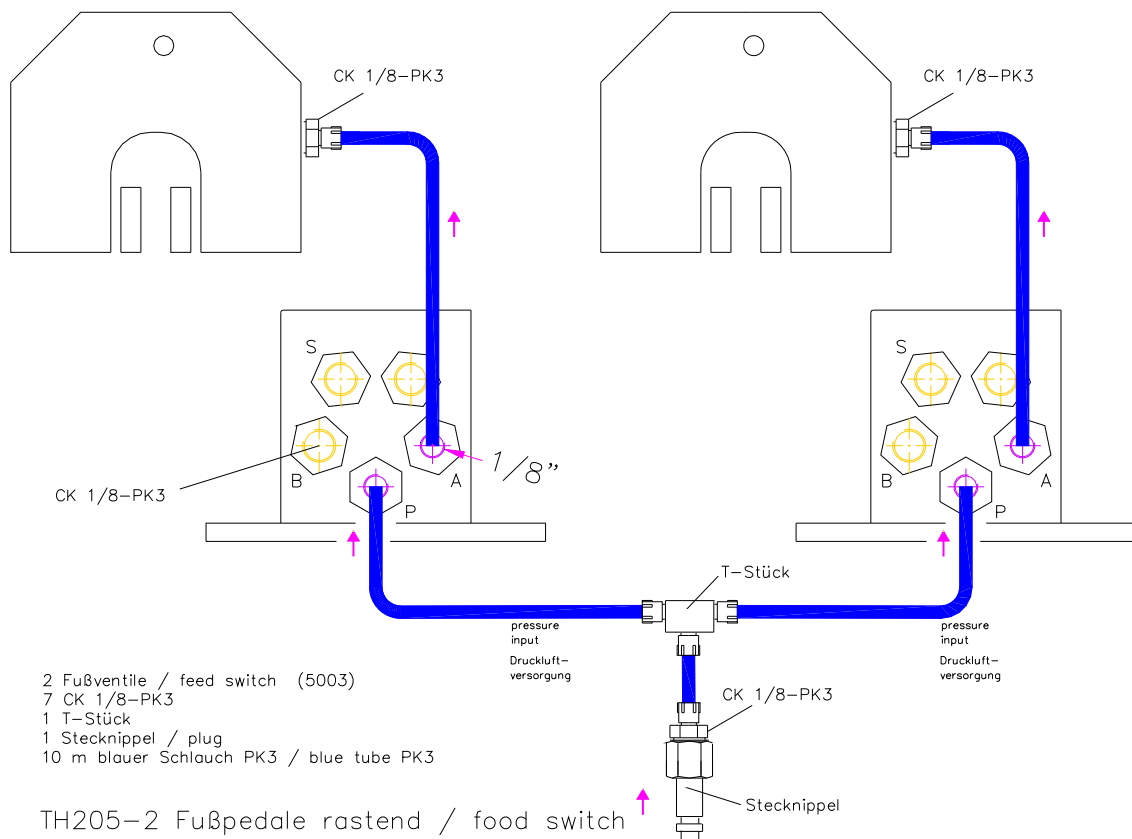 CK 1/8-PK3
CK 1/8-PK3
S
S
B
A
1/8”
B
A
CK 1/8-PK3
P
P
T-Stück
pressure
input
Druckluft-
versorgung
pressure
input
Druckluft-
versorgung
2 Fußventile / feed switch (5003)
7 CK 1/8-PK3
1 T-Stück
1 Stecknippel / plug
10 m blauer Schlauch PK3 / blue tube PK3
CK 1/8-PK3
Stecknippel
TH205-2 Fußpedale rastend / food switch